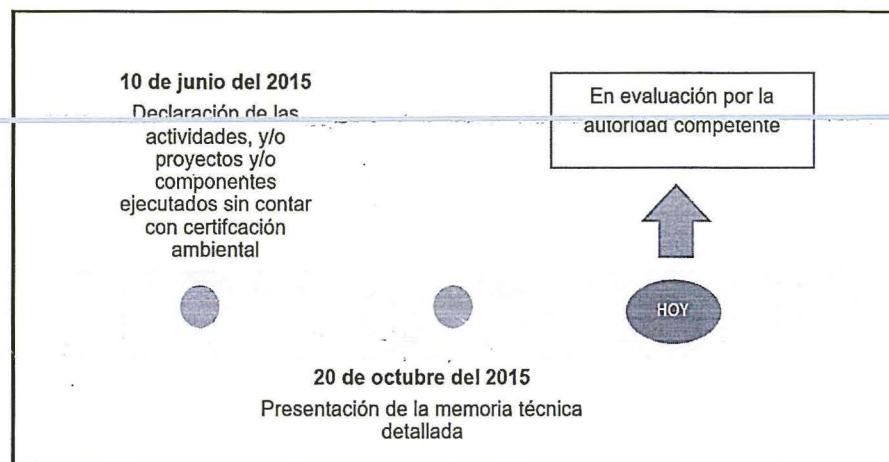 10 de junio del 2015
Declaración de las
actividades, y/o
proyectos y/o
componentes
ejecutados sin contar
con certifcación
ambiental
En evaluación por la
autoridad competente
HOY
20 de octubre del 2015
Presentación de la memoria técnica
detallada